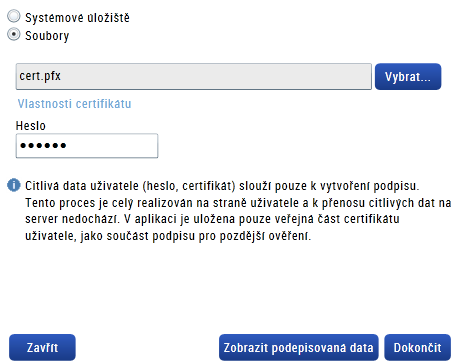 Systémové úložiště
Soubory
cert.pfx
Vybrat...
Vlastnosti certifikátu
Heslo
●●●●●●
Citlivá data uživatele (heslo, certifikát) slouží pouze k vytvoření podpisu.
Tento proces je celý realizován na straně uživatele a k přenosu citlivých dat na
server nedochází. V aplikaci je uložena pouze veřejná část certifikátu
uživatele, jako součást podpisu pro pozdější ověření.
Zavřít
Zobrazit podepisovaná data
Dokončit